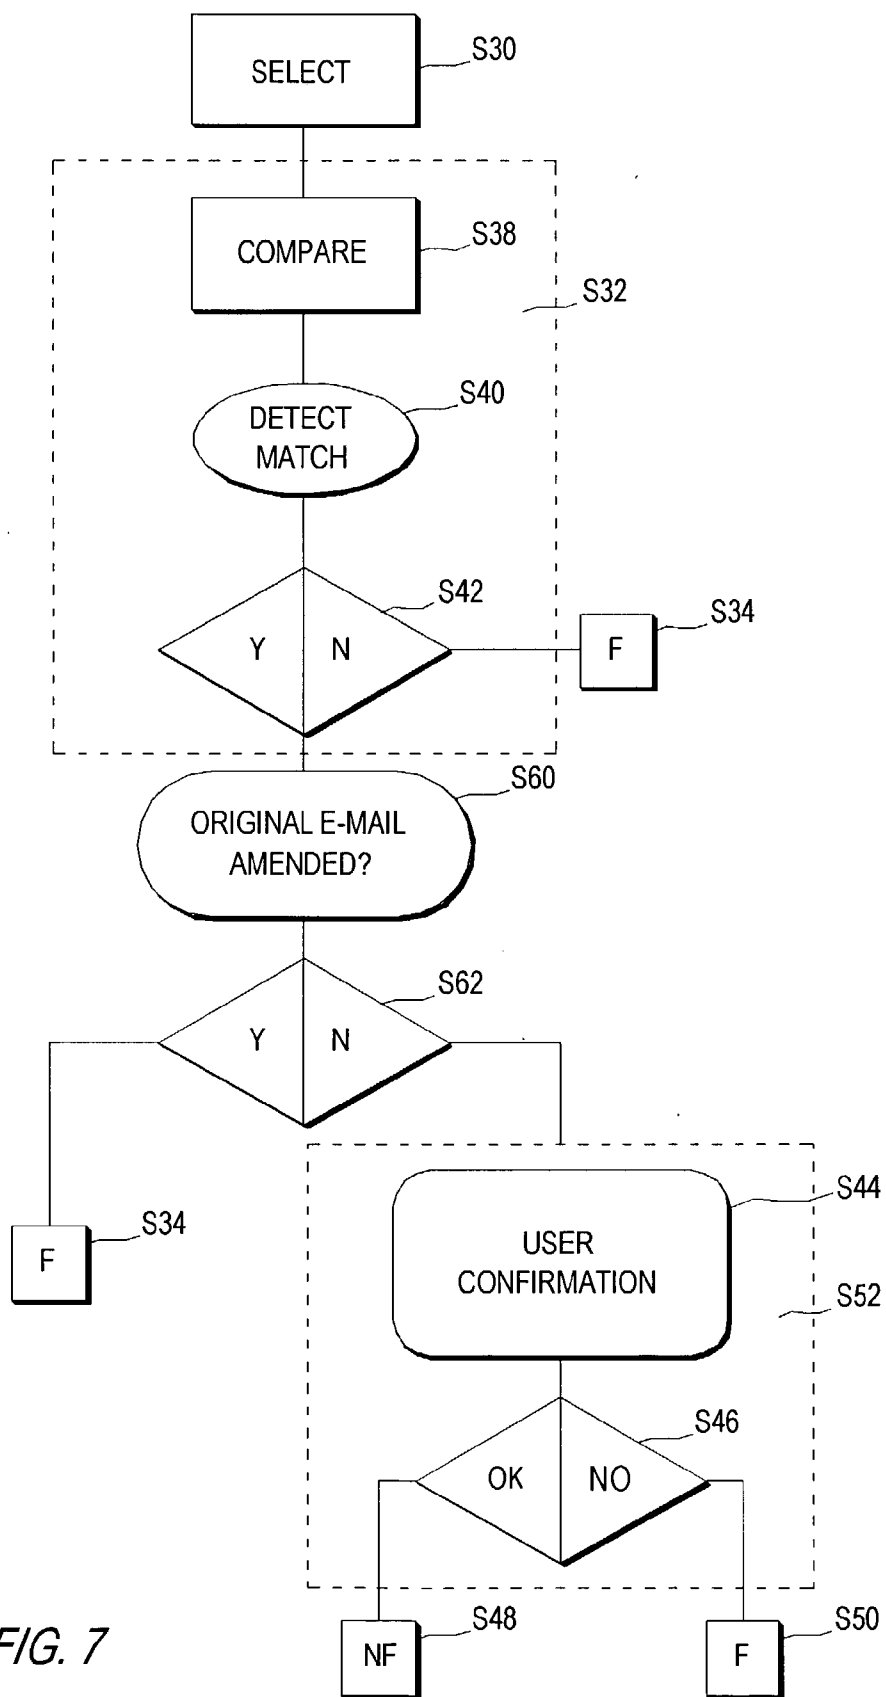 SELECT
S30
COMPARE
S38
S32
DETECT
MATCH
S40
S42
Y
N
F
S34
ORIGINAL E-MAIL
AMENDED?
S60
S62
Y
N
F
S34
USER
CONFIRMATION
S44
S52
S46
OK
NO
NF
S48
F
S50
FIG. 7